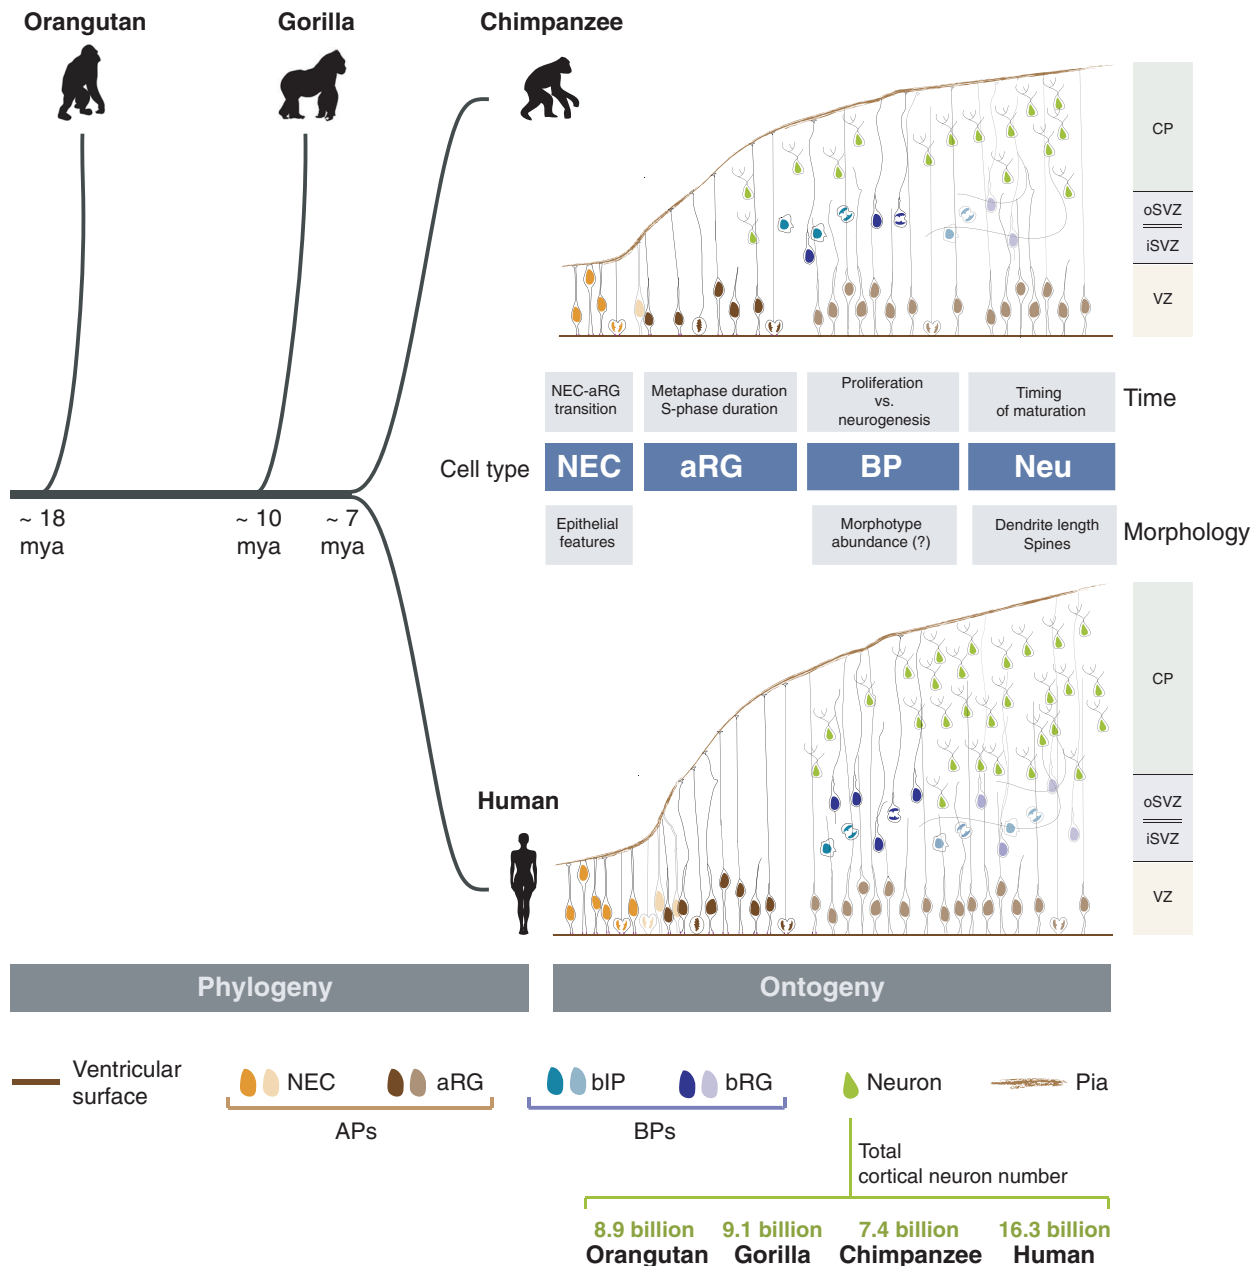 Orangutan
Gorilla
Chimpanzee
CP
oSVZ
iSVZ
VZ
NEC-aRG
transition
Metaphase duration
S-phase duration
Proliferation
vs.
neurogenesis
Timing
of maturation
Time
Cell type
NEC
aRG
BP
Neu
~ 18
mya
~ 10
mya
~ 7
mya
Epithelial
features
Morphotype
abundance (?)
Dendrite length
Spines
Morphology
Human
CP
oSVZ
iSVZ
VZ
Phylogeny
Ontogeny
Ventricular
surface
NEC
aRG
APs
bIP
bRG
BPs
Neuron
Pia
Total
cortical neuron number
8.9 billion
Orangutan
9.1 billion
Gorilla
7.4 billion
Chimpanzee
16.3 billion
Human